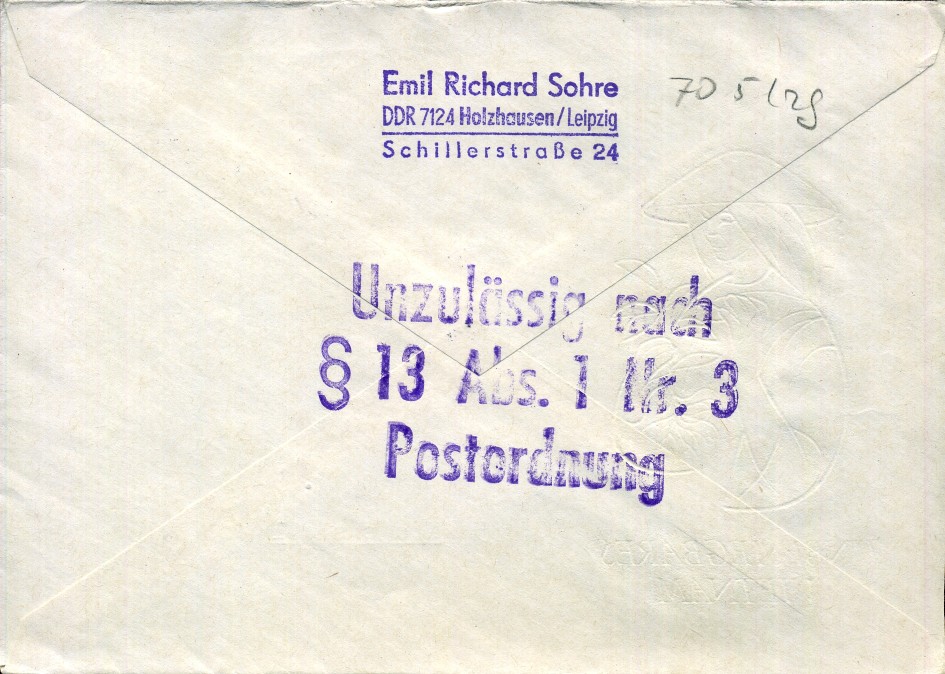 Emil Richard Sohre
DDR 7124 Holzhausen/Leipzig
Schillerstraße 24
70 5
Unzulässig nach
§ 13 Abs. 1 Nr. 3
Postordnung